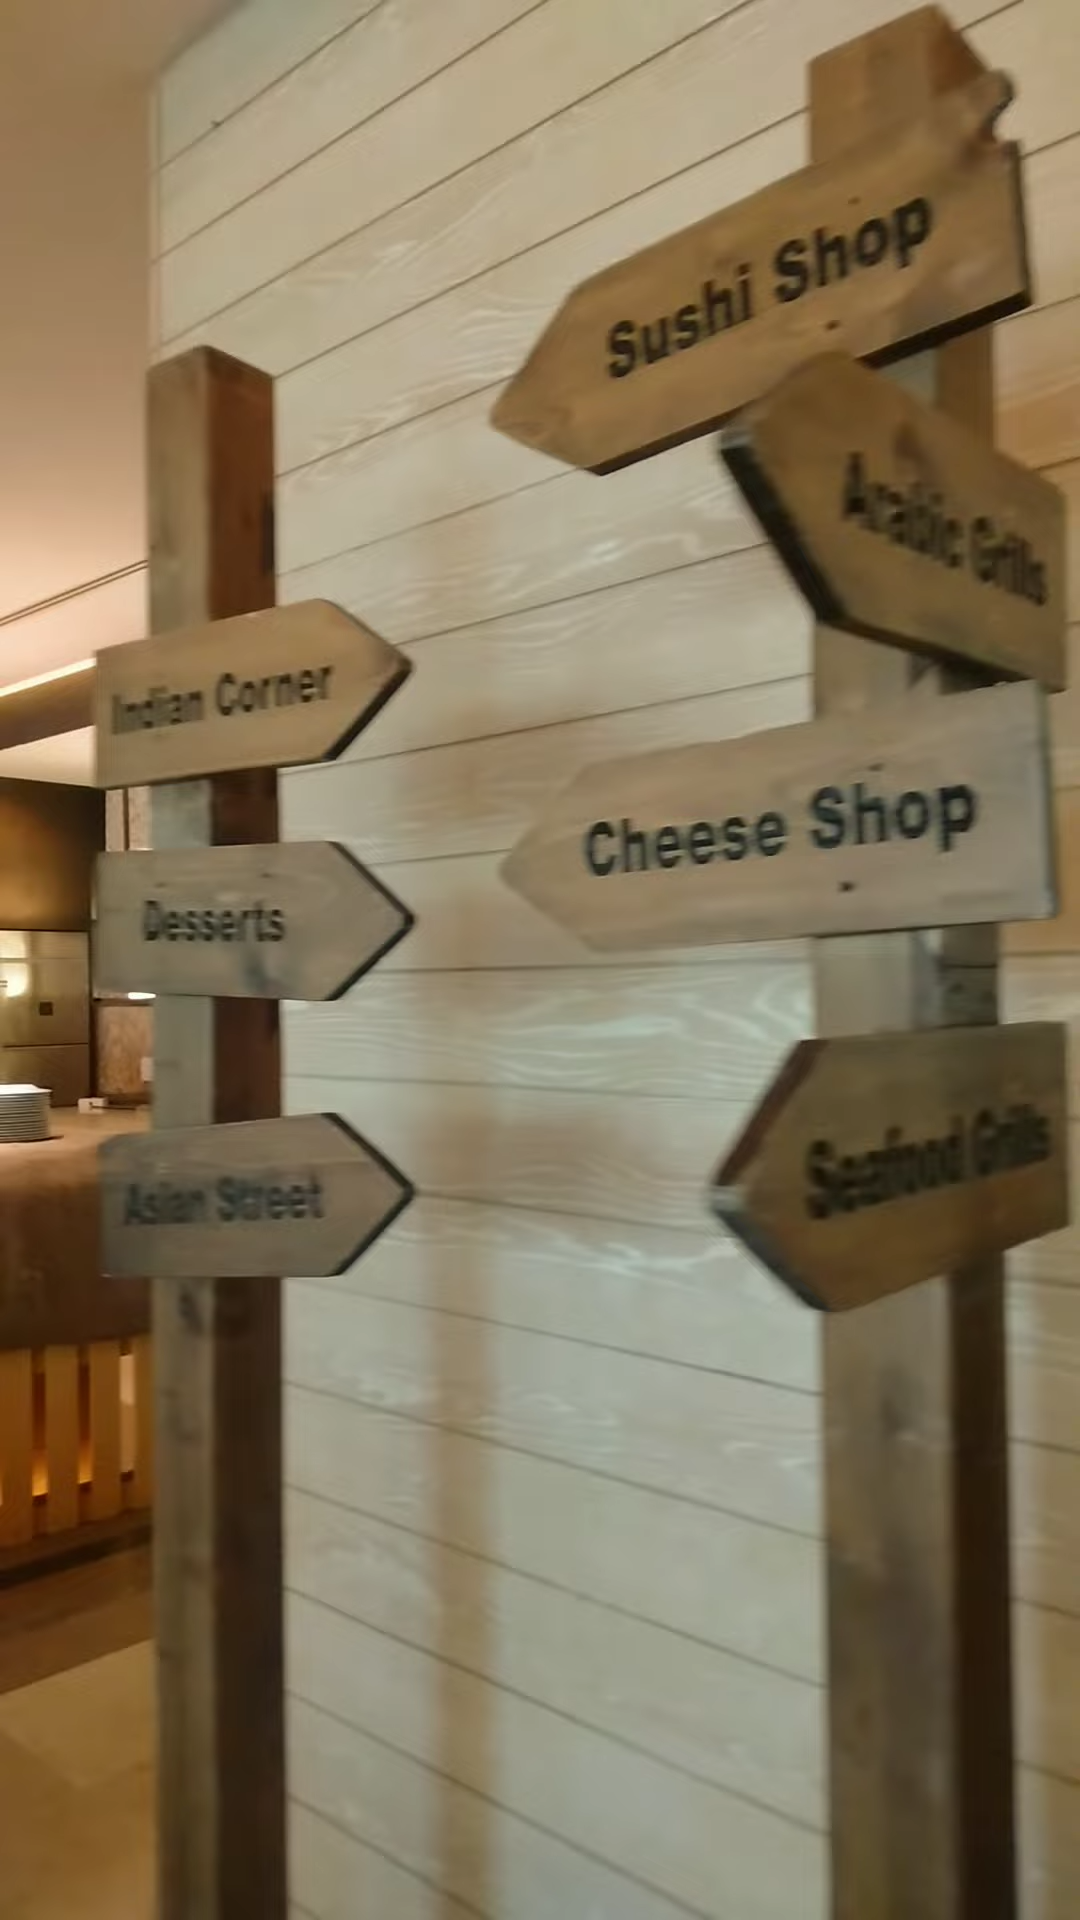 Sushi Shop
Arabic Grills
Indian Corner
Cheese Shop
Desserts
Seafood Grills
Asian Street